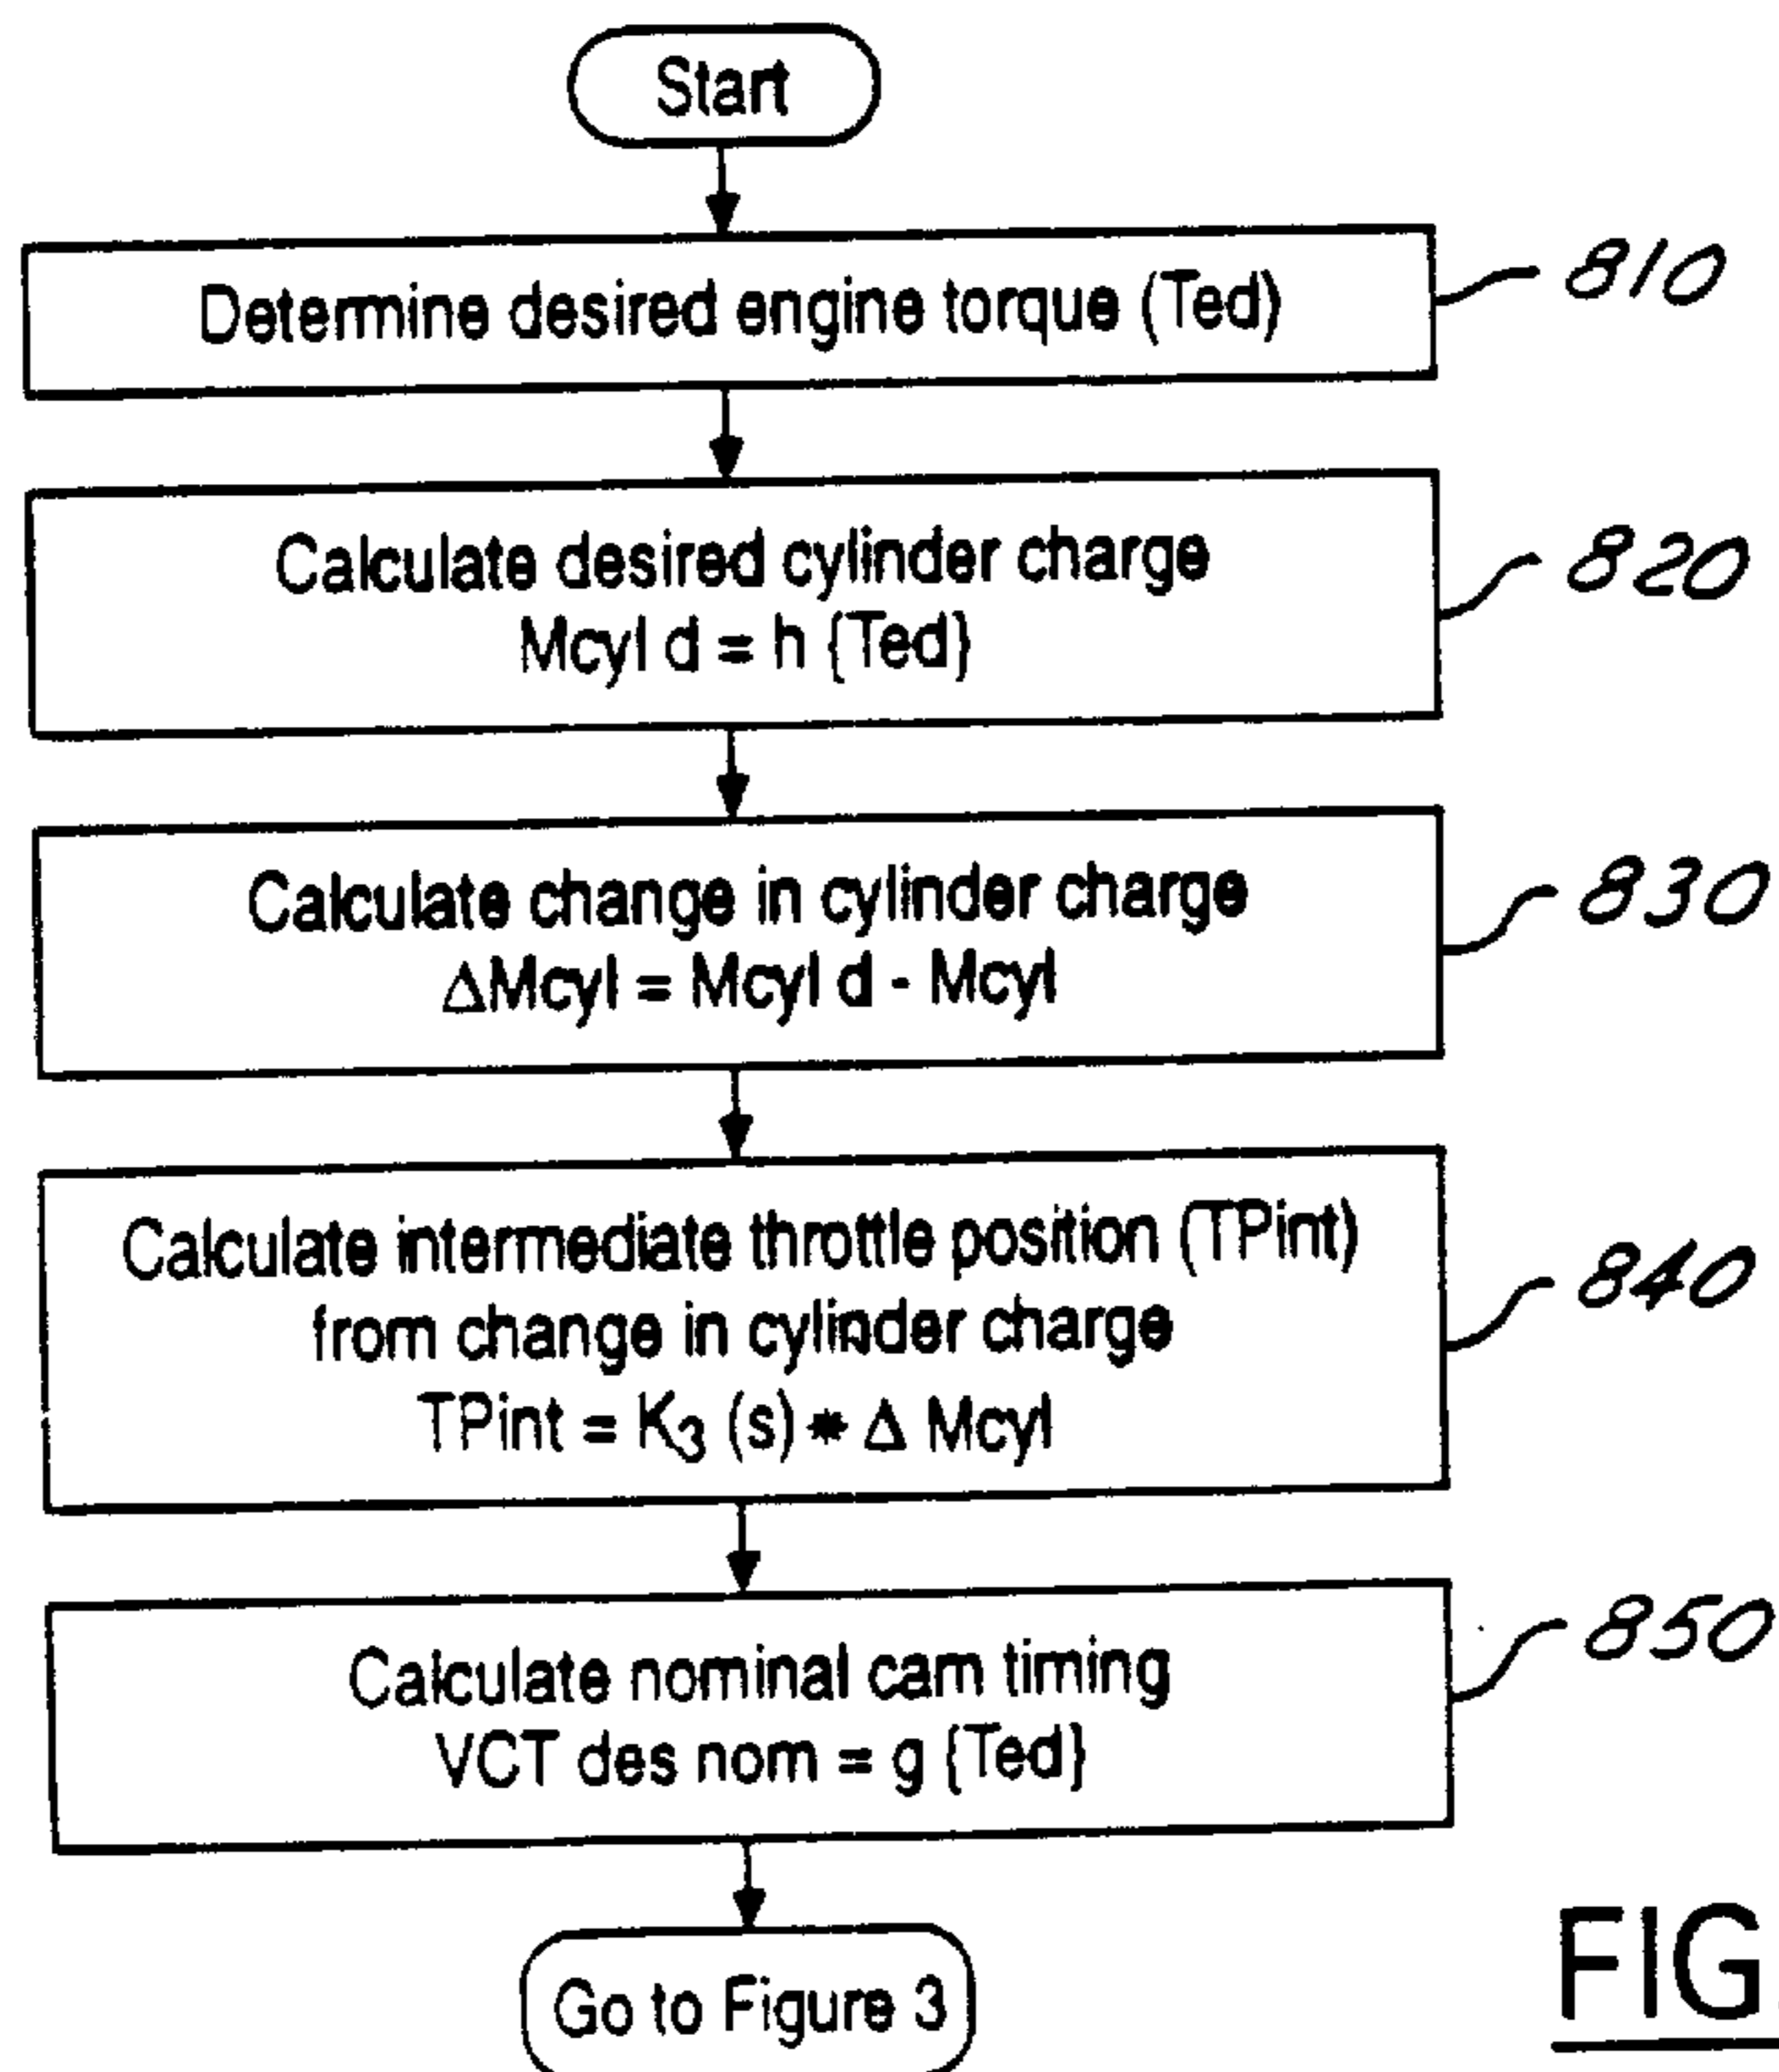 Start
Determine desired engine torque (Ted)
810
Calculate desired cylinder charge
Mcyl d = h {Ted}
820
Calculate change in cylinder charge
ΔMcyl = Mcyl d - Mcyl
830
Calculate intermediate throttle position (TPint)
from change in cylinder charge
TPint = K₃ (s) * Δ Mcyl
840
Calculate nominal cam timing
VCT des nom = g {Ted}
850
Go to Figure 3
FIG.